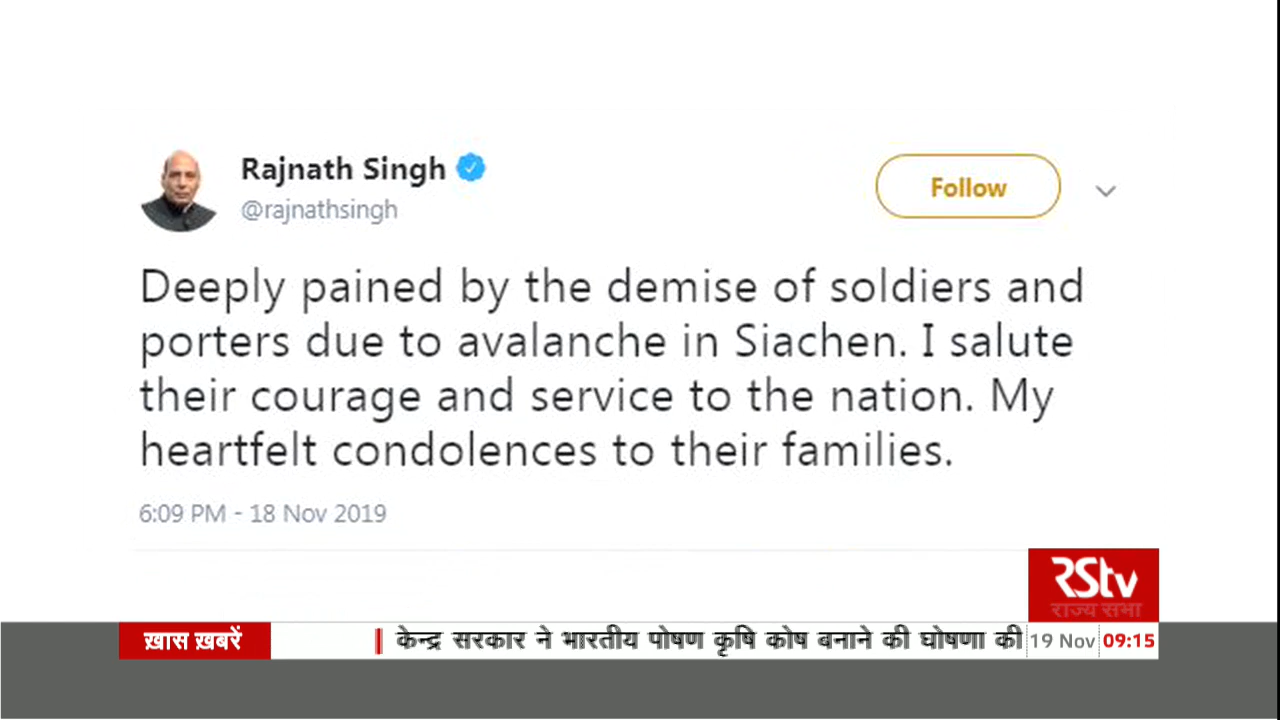 Rajnath Singh
@rajnathsingh
Follow
Deeply pained by the demise of soldiers and
porters due to avalanche in Siachen. I salute
their courage and service to the nation. My
heartfelt condolences to their families.
6:09 PM - 18 Nov 2019
RStv
राज्य सभा
ख़ास ख़बरें
केन्द्र सरकार ने भारतीय पोषण कृषि कोष बनाने की घोषणा की
19 Nov 09:15